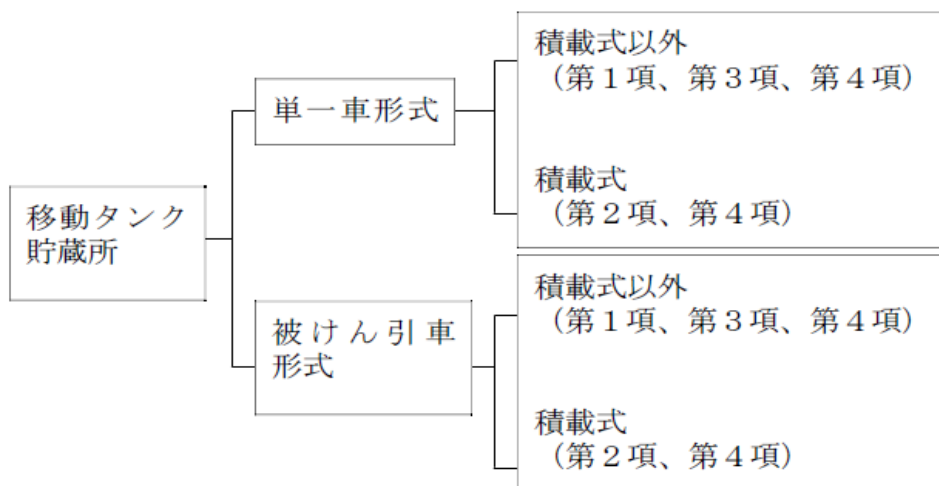 移動タンク
貯蔵所
単一車形式
積載式以外
（第１項、第３項、第４項）
積載式
（第２項、第４項）
被けん引車
形式
積載式以外
（第１項、第３項、第４項）
積載式
（第２項、第４項）